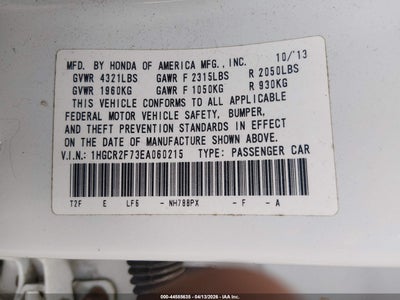 MFD. BY HONDA OF AMERICA MFG., INC. 10/'13
GVWR 4321LBS GAWR F 2315LBS R 2050LBS
GVWR 1960KG GAWR F 1050KG R 930KG
THIS VEHICLE CONFORMS TO ALL APPLICABLE
FEDERAL MOTOR VEHICLE SAFETY, BUMPER,
AND THEFT PREVENTION STANDARDS IN EFFECT
ON THE DATE OF MANUFACTURE SHOWN ABOVE.
V.I.N.: 1HGCR2F73EA060215 TYPE: PASSENGER CAR
T2F E LF6 - NH788PX - F - A
000-44558635 - 04/13/2026 - IAA Inc.